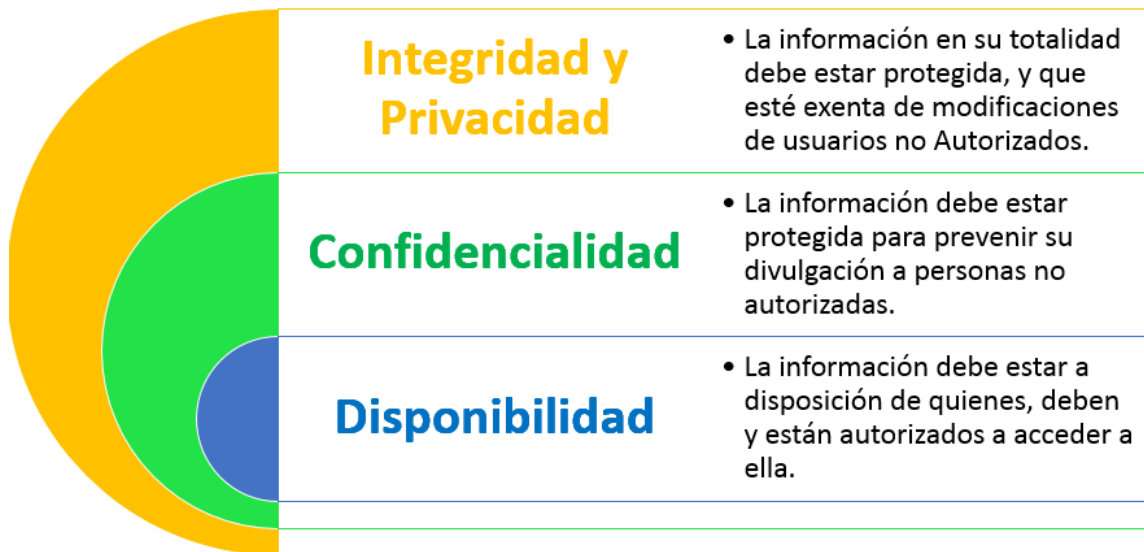 Integridad y
Privacidad
• La información en su totalidad
debe estar protegida, y que
esté exenta de modificaciones
de usuarios no Autorizados.
Confidencialidad
• La información debe estar
protegida para prevenir su
divulgación a personas no
autorizadas.
Disponibilidad
• La información debe estar a
disposición de quienes, deben
y están autorizados a acceder a
ella.